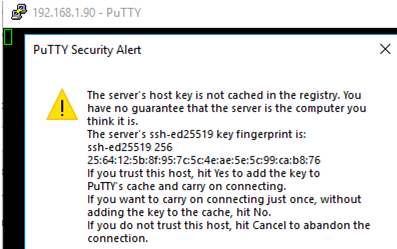 192.168.1.90 - PuTTY
PuTTY Security Alert
The server's host key is not cached in the registry. You
have no guarantee that the server is the computer you
think it is.
The server's ssh-ed25519 key fingerprint is:
ssh-ed25519 256
25:64:12:5b:8f:95:7c:5c:4e:ae:5e:5c:99:ca:b8:76
If you trust this host, hit Yes to add the key to
PuTTY's cache and carry on connecting.
If you want to carry on connecting just once, without
adding the key to the cache, hit No.
If you do not trust this host, hit Cancel to abandon the
connection.